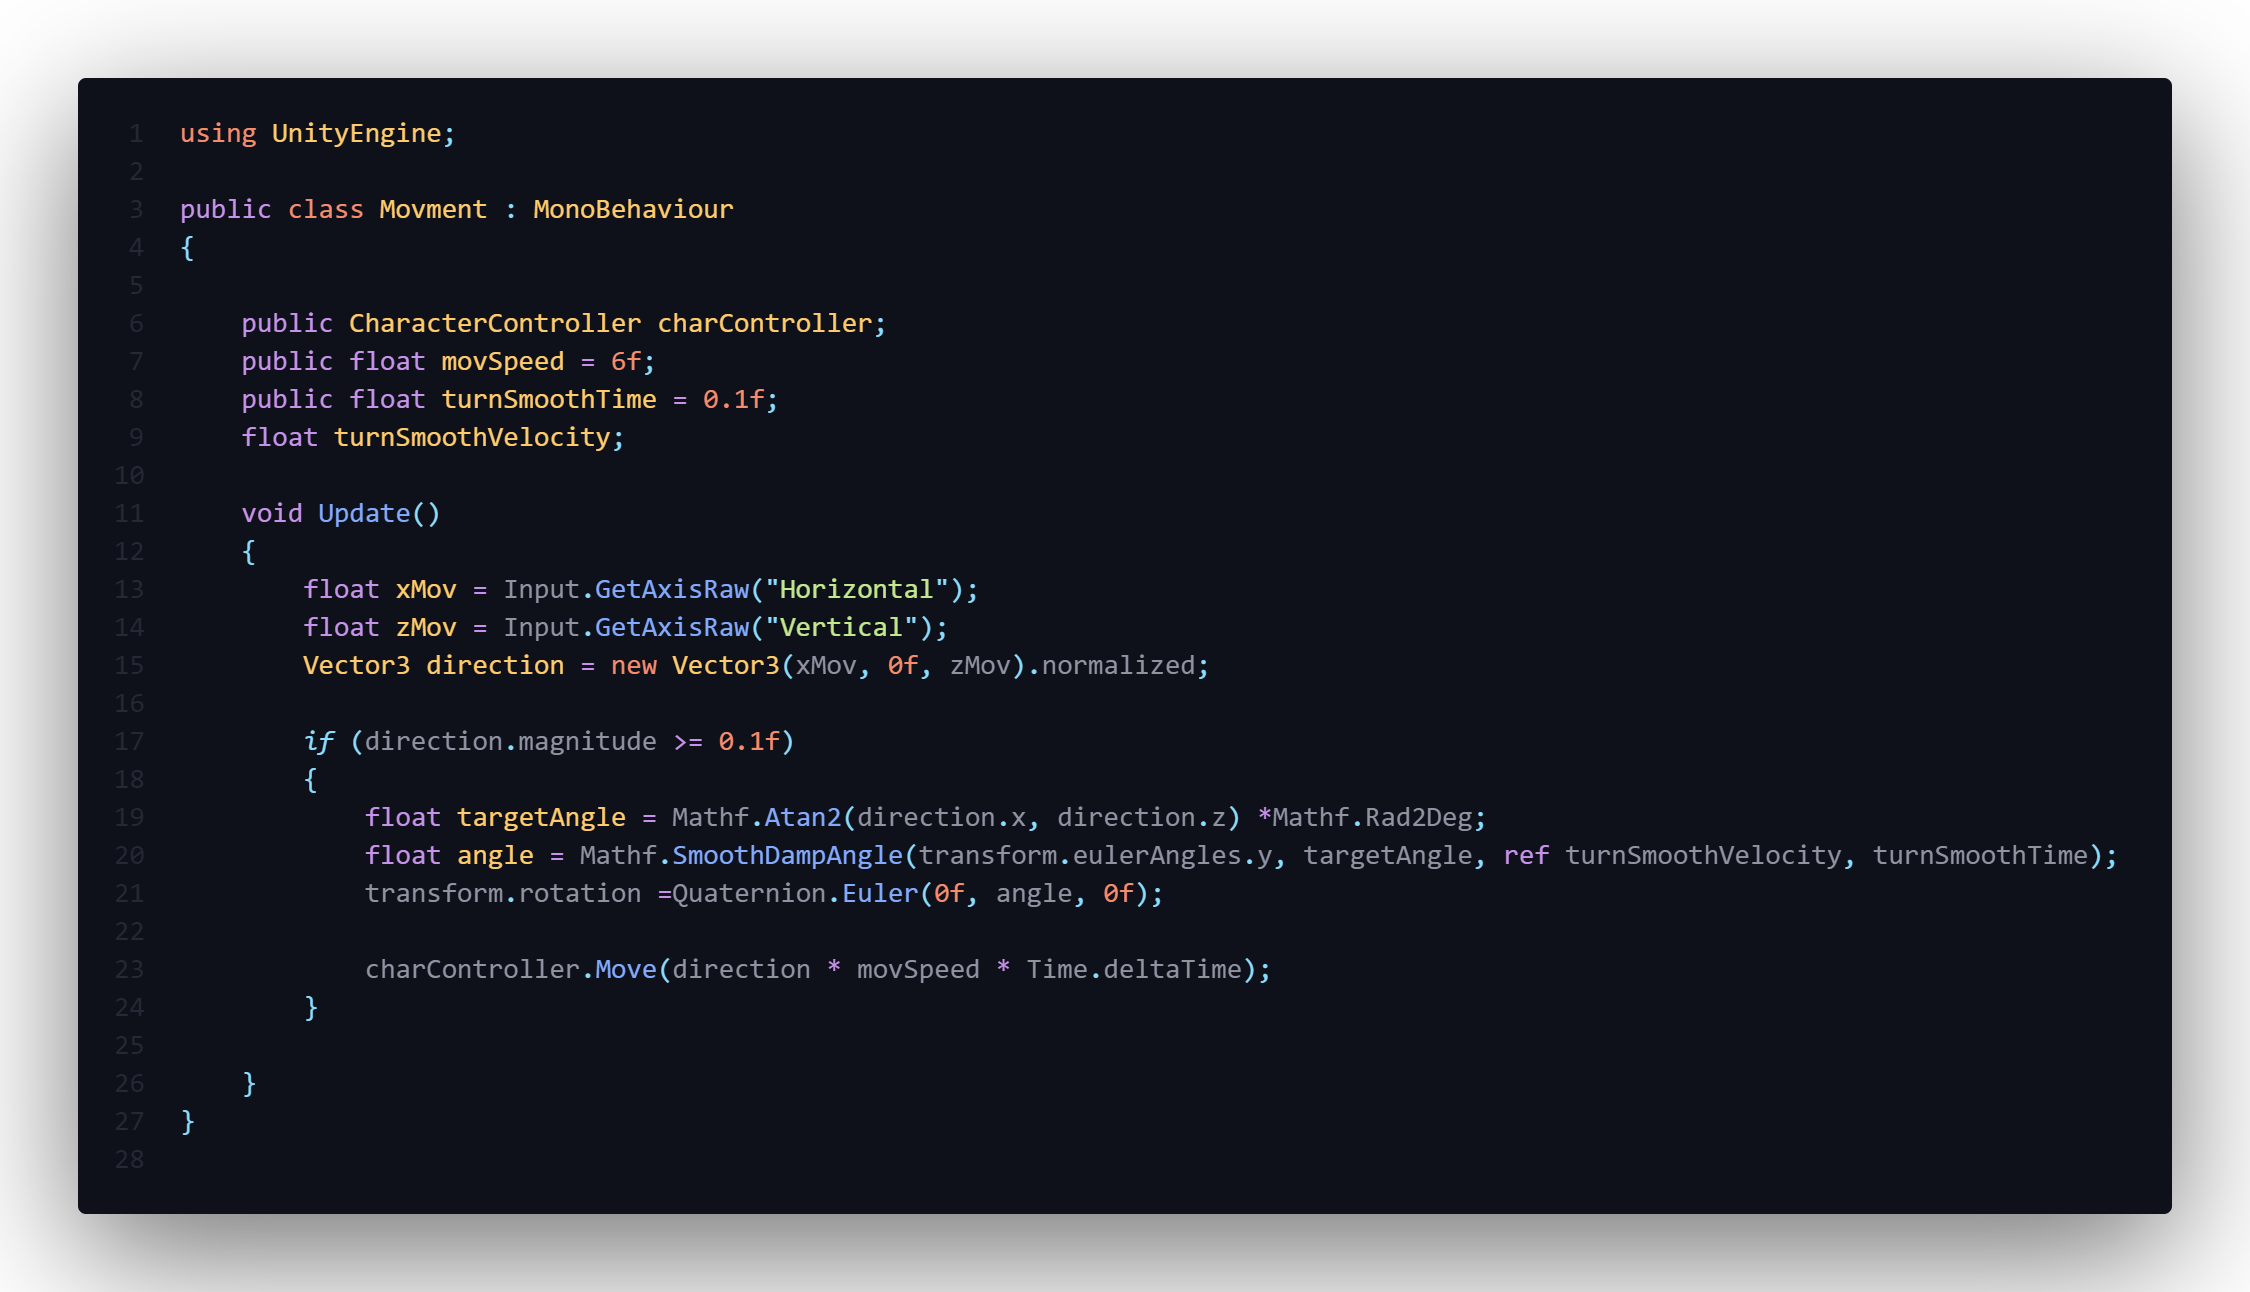 1 using UnityEngine;
2
3 public class Movment : MonoBehaviour
4 {
5
6     public CharacterController charController;
7     public float movSpeed = 6f;
8     public float turnSmoothTime = 0.1f;
9     float turnSmoothVelocity;
10
11     void Update()
12     {
13         float xMov = Input.GetAxisRaw("Horizontal");
14         float zMov = Input.GetAxisRaw("Vertical");
15         Vector3 direction = new Vector3(xMov, 0f, zMov).normalized;
16
17         if (direction.magnitude >= 0.1f)
18         {
19             float targetAngle = Mathf.Atan2(direction.x, direction.z) *Mathf.Rad2Deg;
20             float angle = Mathf.SmoothDampAngle(transform.eulerAngles.y, targetAngle, ref turnSmoothVelocity, turnSmoothTime);
21             transform.rotation =Quaternion.Euler(0f, angle, 0f);
22
23             charController.Move(direction * movSpeed * Time.deltaTime);
24         }
25
26     }
27 }
28